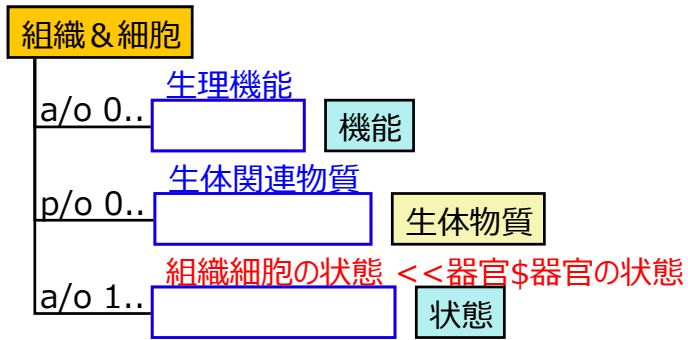 組織＆細胞
生理機能
a/o 0..
機能
生体関連物質
p/o 0..
生体物質
組織細胞の状態 <<器官$器官の状態
a/o 1..
状態